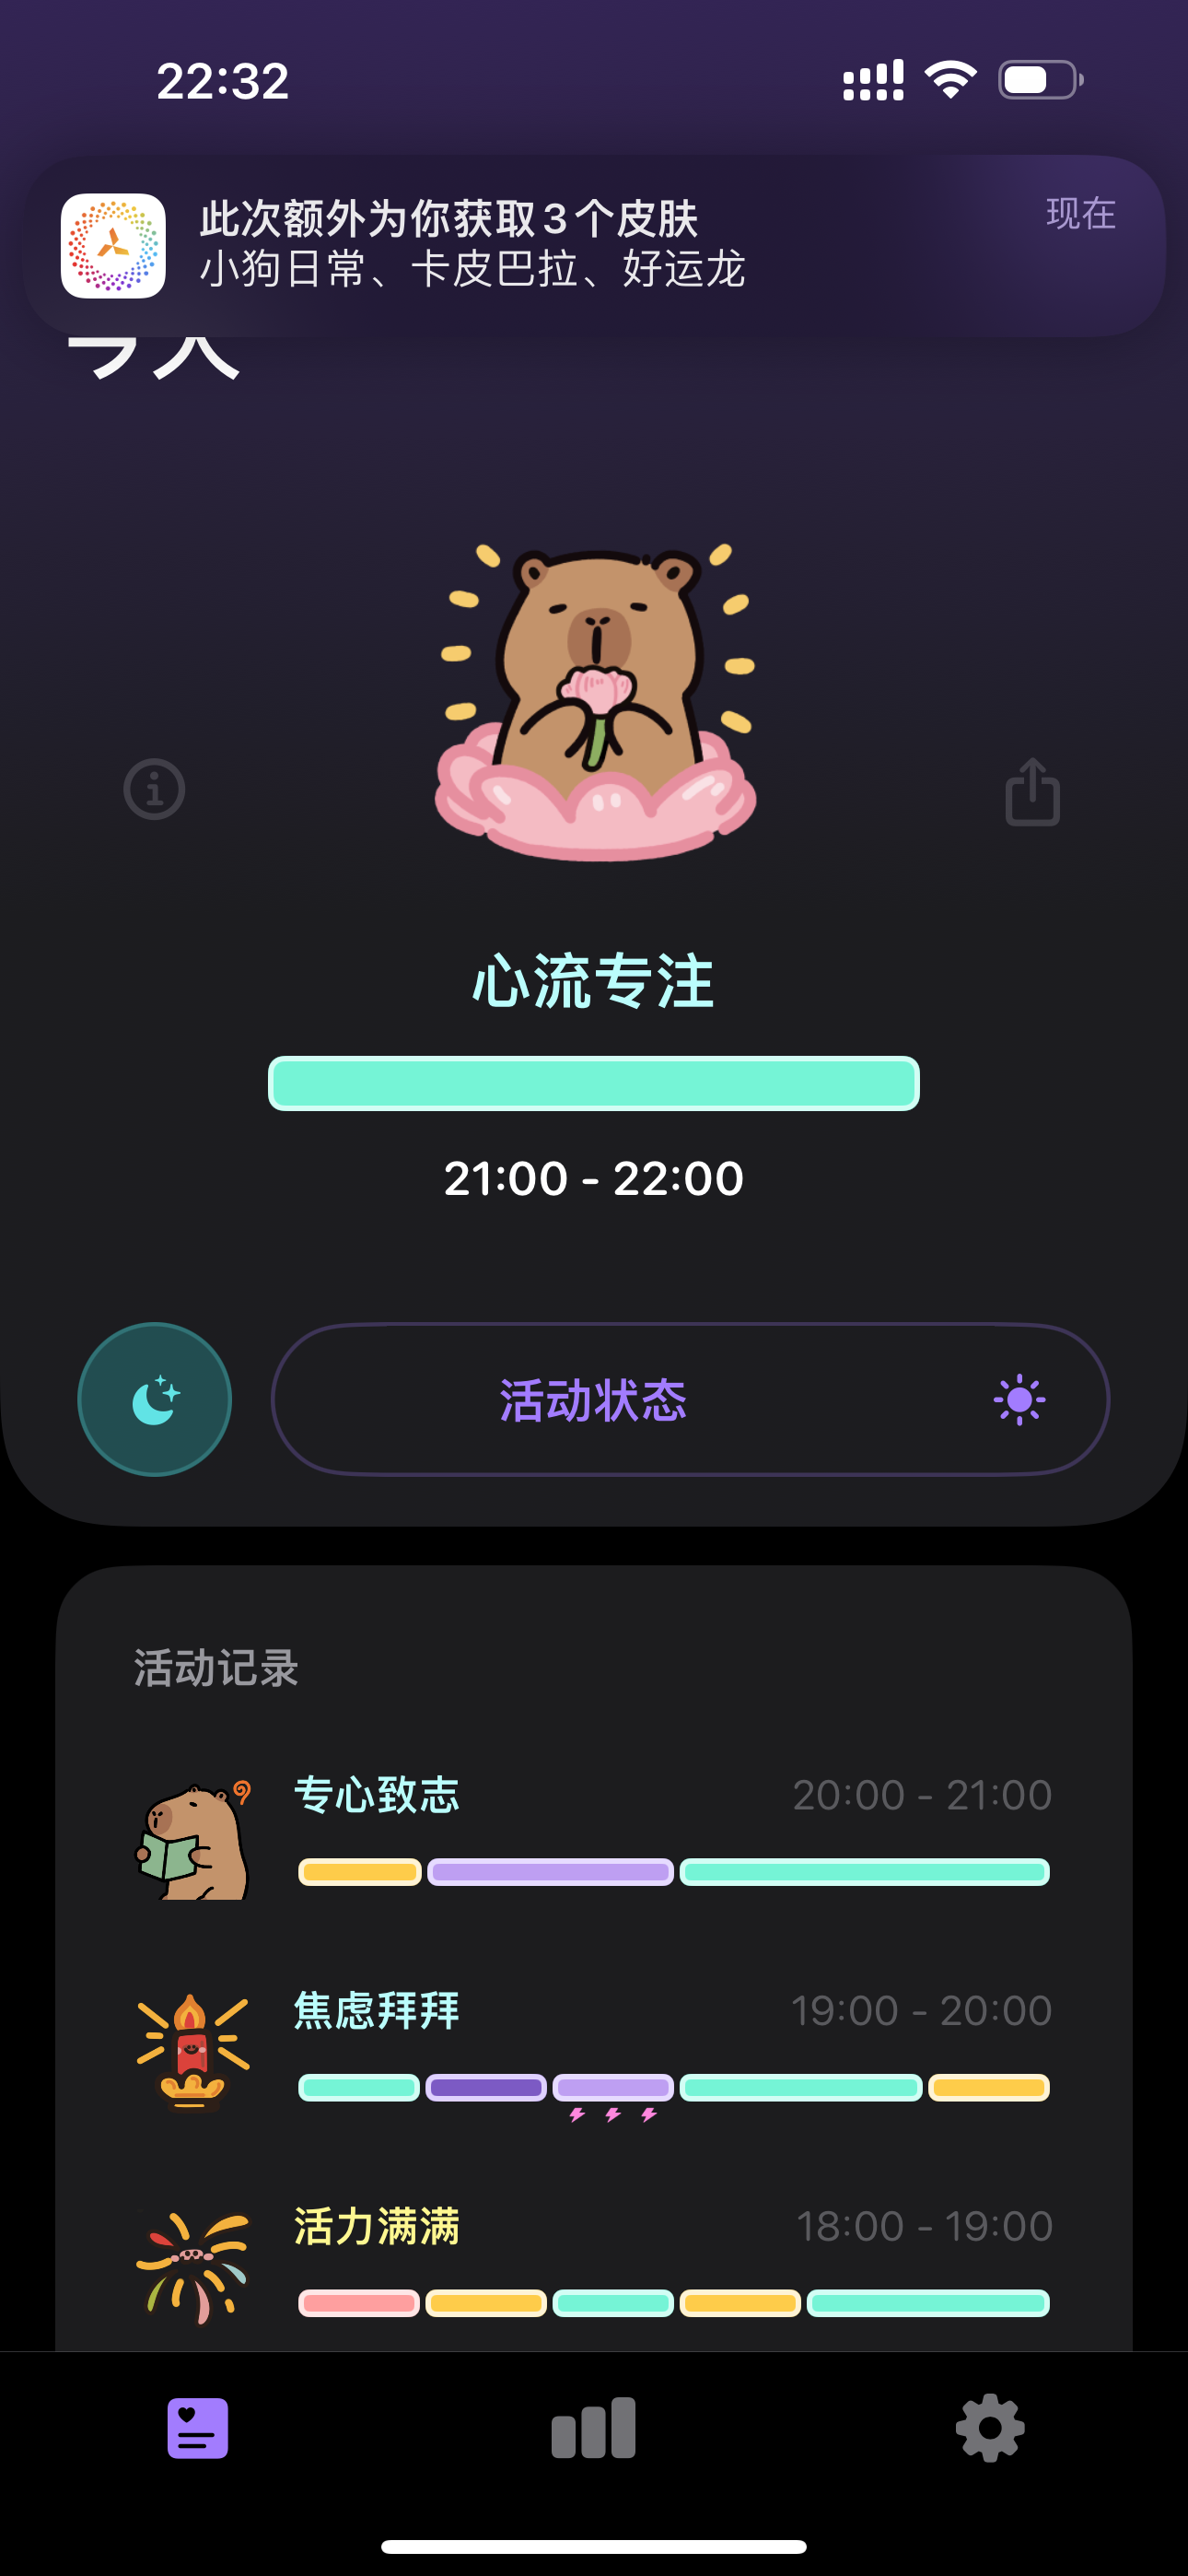 22:32
此次额外为你获取 3 个皮肤
现在
小狗日常、卡皮巴拉、好运龙
心流专注
21:00 - 22:00
活动状态
活动记录
专心致志
20:00 - 21:00
焦虑拜拜
19:00 - 20:00
活力满满
18:00 - 19:00